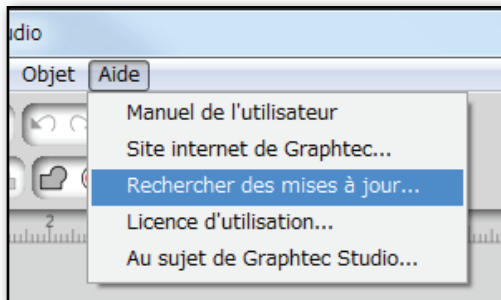 Objet Aide
Manuel de l'utilisateur
Site internet de Graphtec...
Rechercher des mises à jour...
2
Licence d'utilisation...
Au sujet de Graphtec Studio...